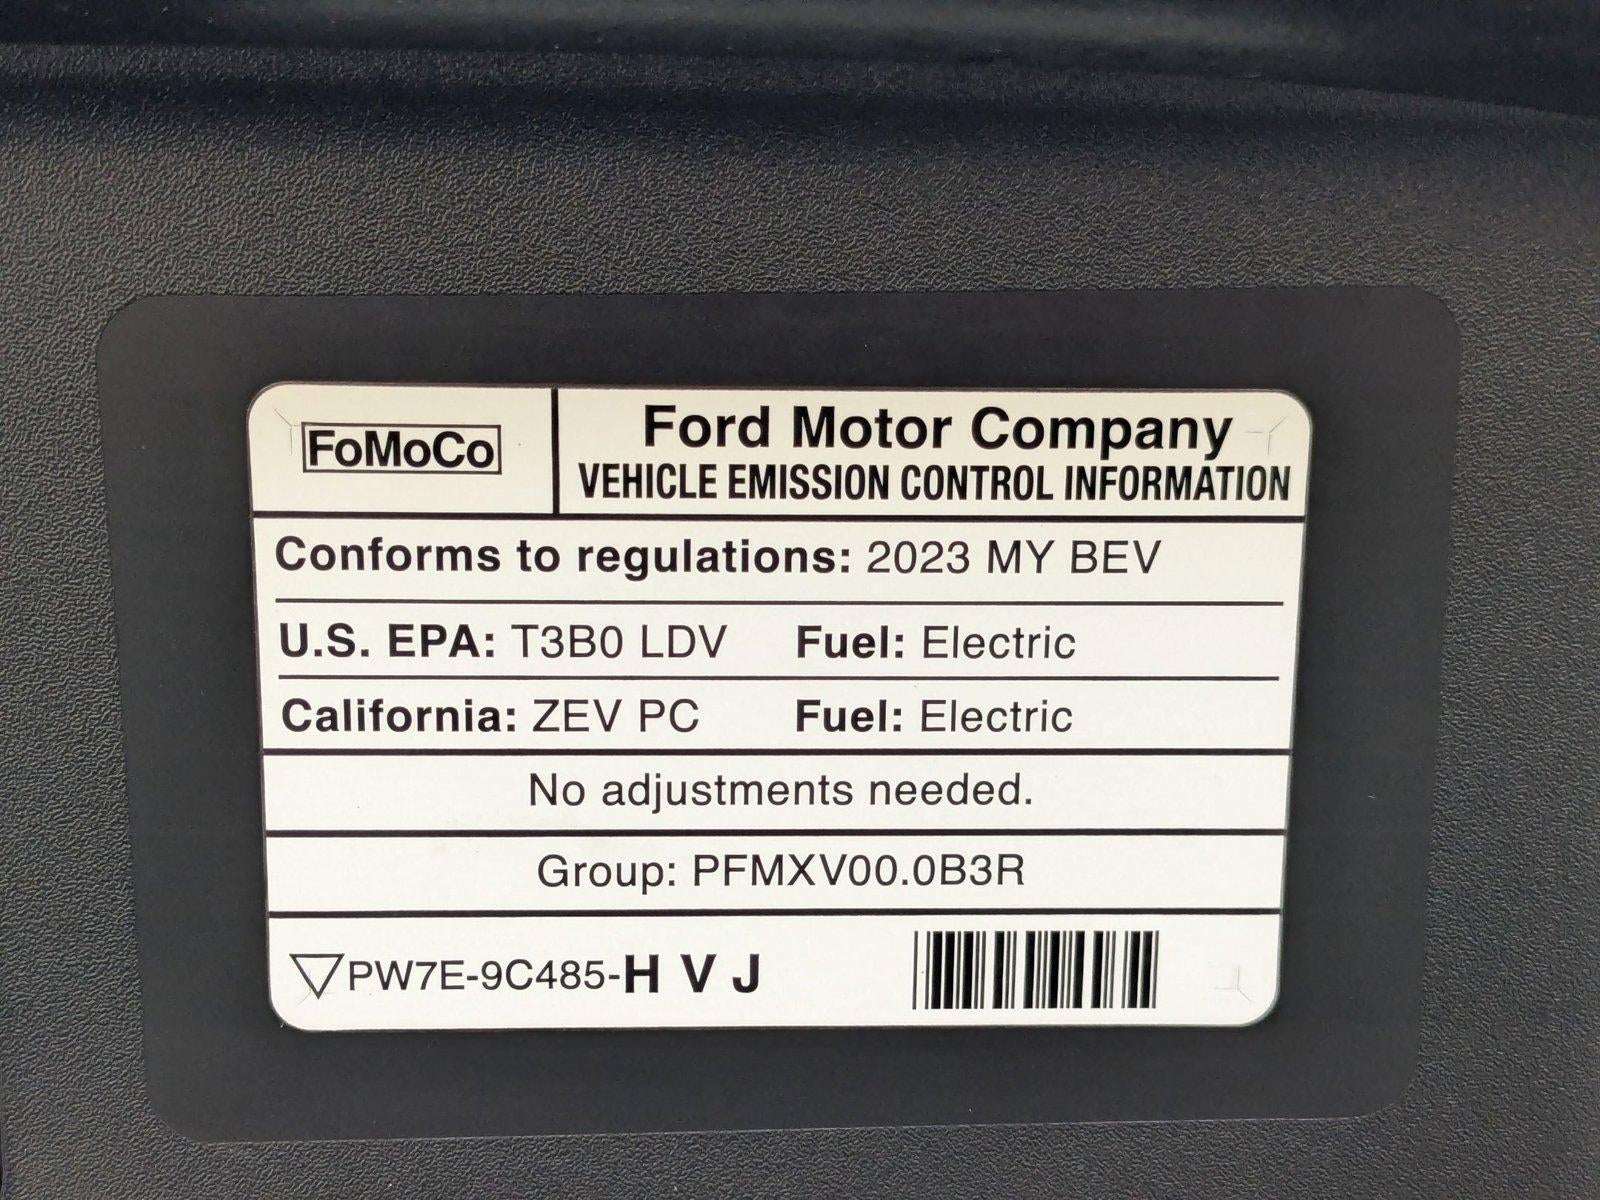 FoMoCo
Ford Motor Company
VEHICLE EMISSION CONTROL INFORMATION
Conforms to regulations: 2023 MY BEV
U.S. EPA: T3B0 LDV Fuel: Electric
California: ZEV PC Fuel: Electric
No adjustments needed.
Group: PFMXV00.0B3R
PW7E-9C485-H V J